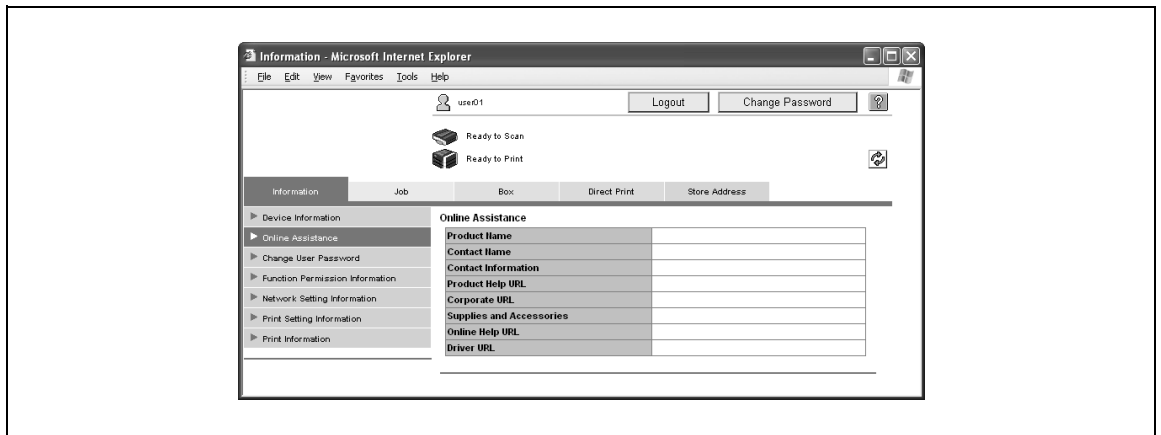 Information - Microsoft Internet Explorer
File Edit View Favorites Tools Help
user01 Logout Change Password ?
Ready to Scan
Ready to Print
Information Job Box Direct Print Store Address
Device Information
Online Assistance
Change User Password
Function Permission Information
Network Setting Information
Print Setting Information
Print Information
Online Assistance
Product Name
Contact Name
Contact Information
Product Help URL
Corporate URL
Supplies and Accessories
Online Help URL
Driver URL